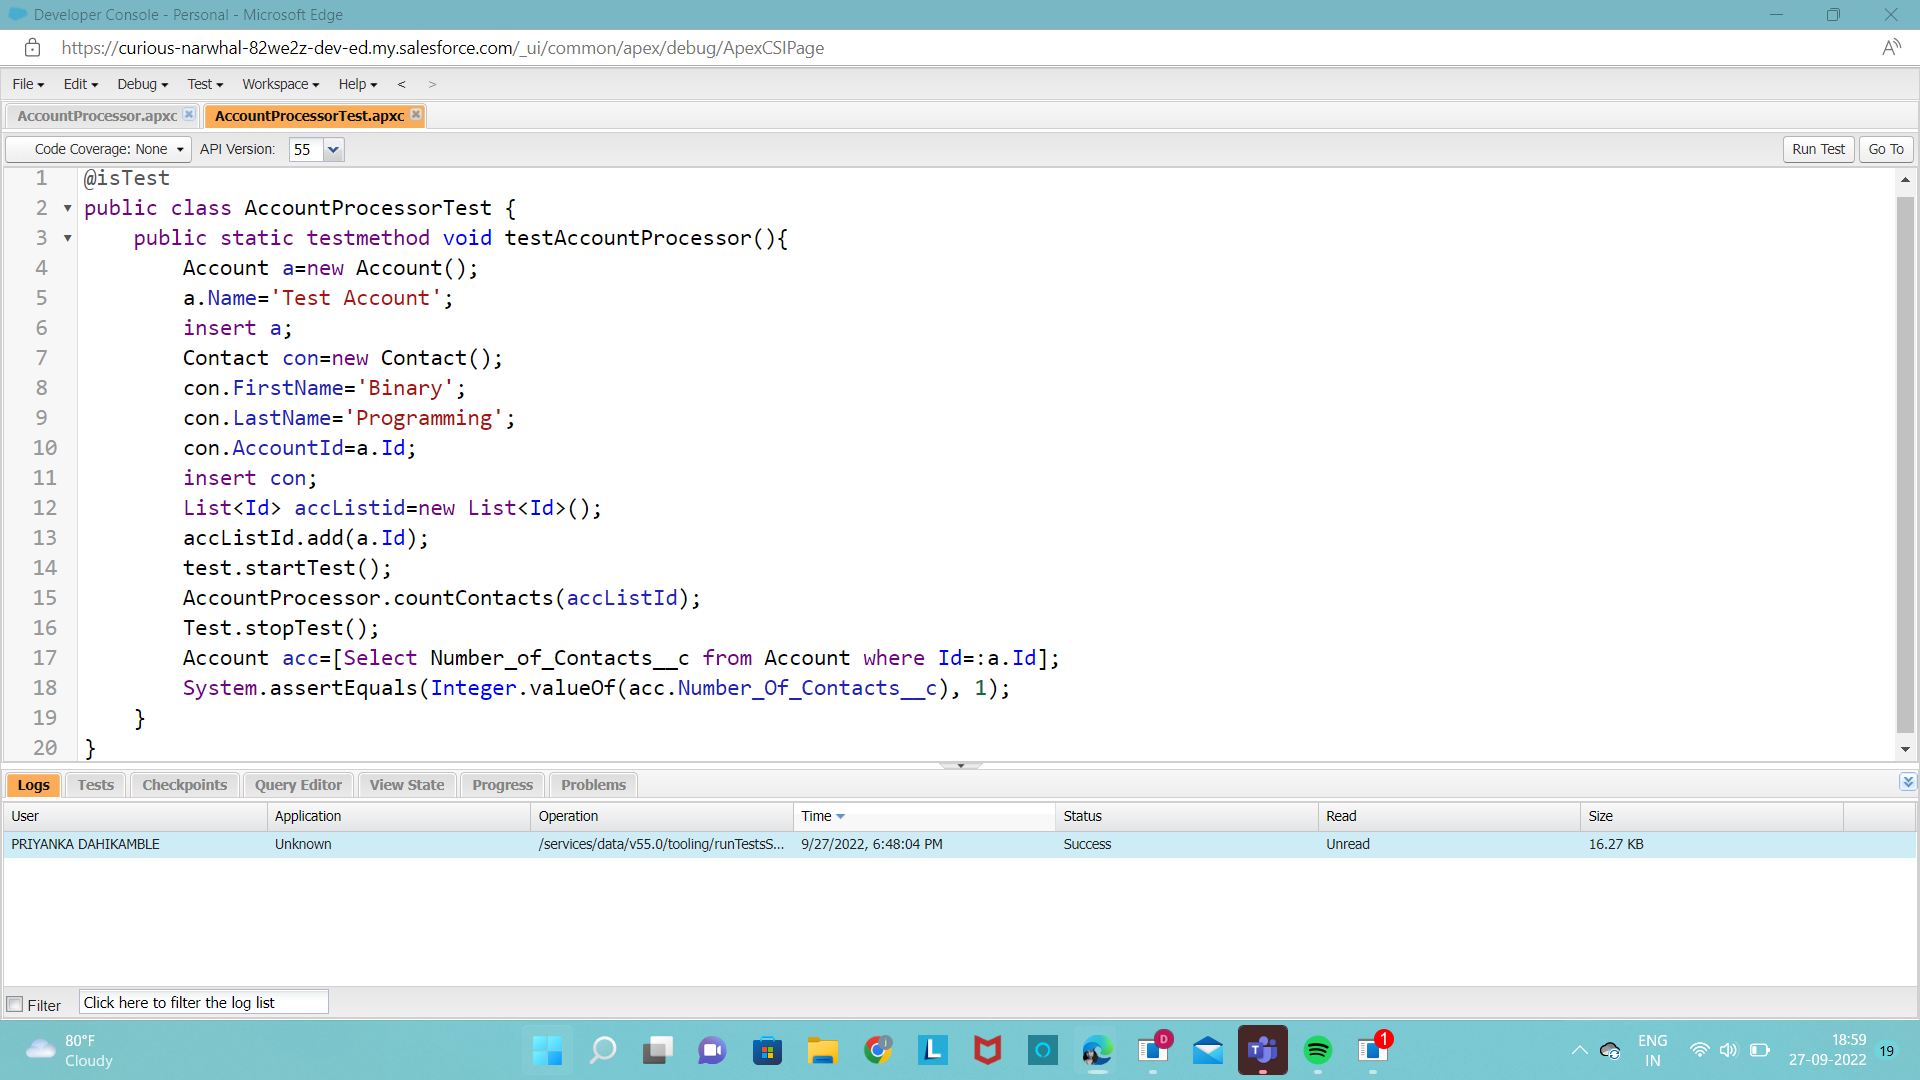 Developer Console - Personal - Microsoft Edge
https://curious-narwhal-82we2z-dev-ed.my.salesforce.com/_ui/common/apex/debug/ApexCSIPage
File Edit Debug Test Workspace Help < >
AccountProcessor.apxc AccountProcessorTest.apxc
Code Coverage: None API Version: 55 Run Test Go To
1 @isTest
2 public class AccountProcessorTest {
3 public static testmethod void testAccountProcessor(){
4 Account a=new Account();
5 a.Name='Test Account';
6 insert a;
7 Contact con=new Contact();
8 con.FirstName='Binary';
9 con.LastName='Programming';
10 con.AccountId=a.Id;
11 insert con;
12 List<Id> accListid=new List<Id>();
13 accListId.add(a.Id);
14 test.startTest();
15 AccountProcessor.countContacts(accListId);
16 Test.stopTest();
17 Account acc=[Select Number_of_Contacts__c from Account where Id=:a.Id];
18 System.assertEquals(Integer.valueOf(acc.Number_Of_Contacts__c), 1);
19 }
20 }
Logs Tests Checkpoints Query Editor View State Progress Problems
User Application Operation Time Status Read Size
PRIYANKA DAHIKAMBLE Unknown /services/data/v55.0/tooling/runTestsS... 9/27/2022, 6:48:04 PM Success Unread 16.27 KB
Filter Click here to filter the log list
80°F
Cloudy
D
1
ENG
IN
18:59
27-09-2022
19